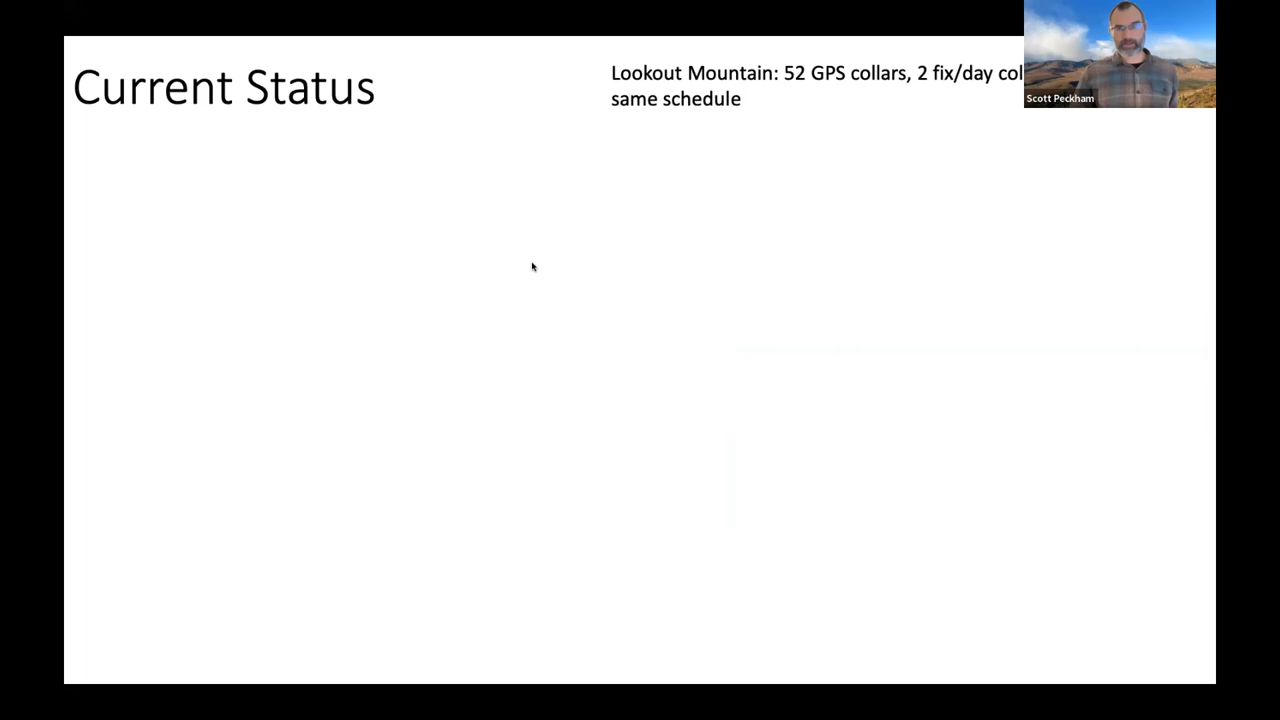 Current Status
Lookout Mountain: 52 GPS collars, 2 fix/day
same schedule
Scott Peckham